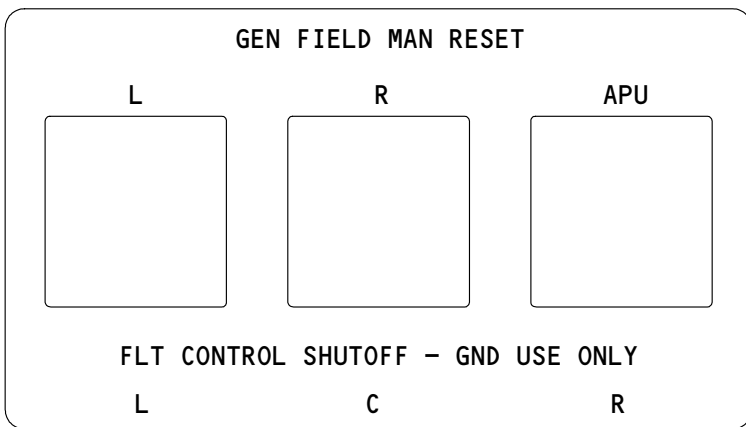 GEN FIELD MAN RESET
L R APU
FLT CONTROL SHUTOFF – GND USE ONLY
L C R